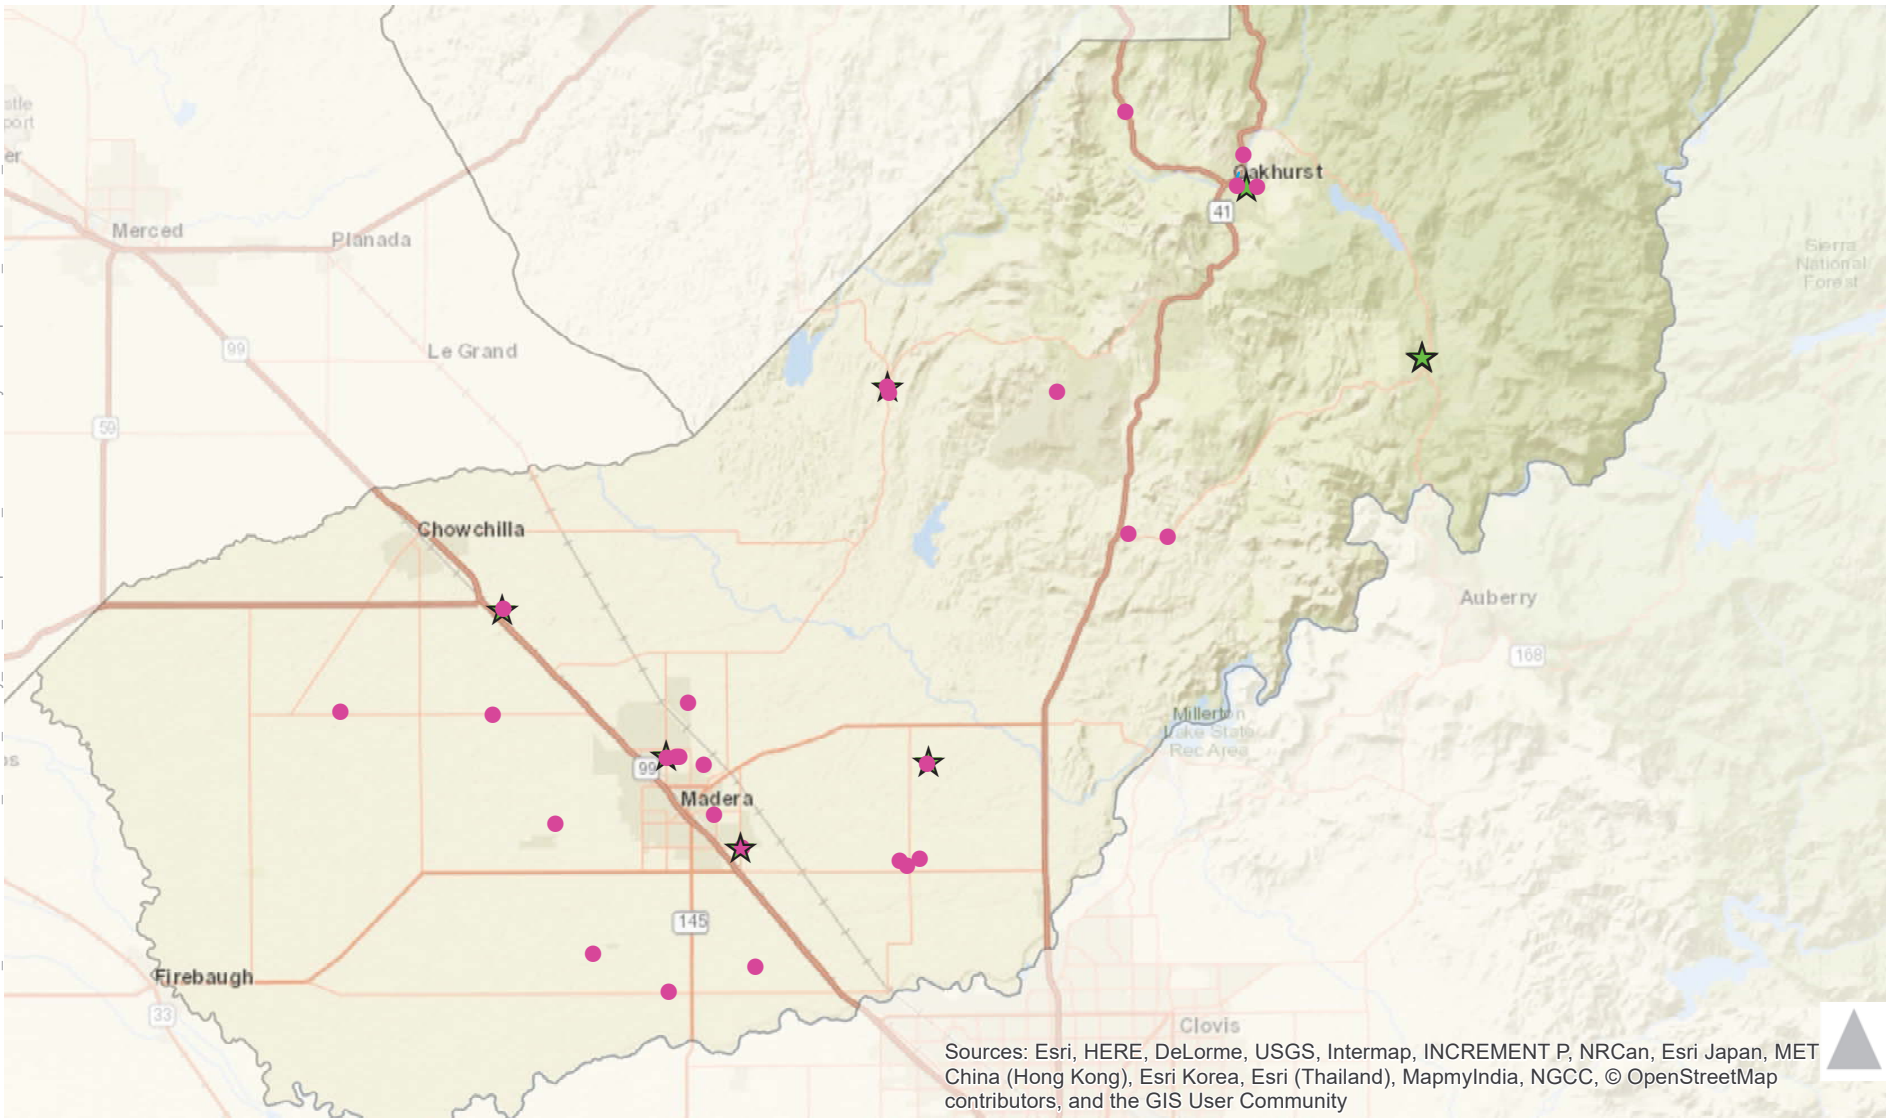 Oakhurst
41
Merced
Planada
Sierra
National
Forest
99
Le Grand
59
Chowchilla
Auberry
168
Millerton
Lake State
Rec Area
99
Madera
145
Firebaugh
33
Clovis
Sources: Esri, HERE, DeLorme, USGS, Intermap, INCREMENT P, NRCan, Esri Japan, MET
China (Hong Kong), Esri Korea, Esri (Thailand), MapmyIndia, NGCC, © OpenStreetMap
contributors, and the GIS User Community